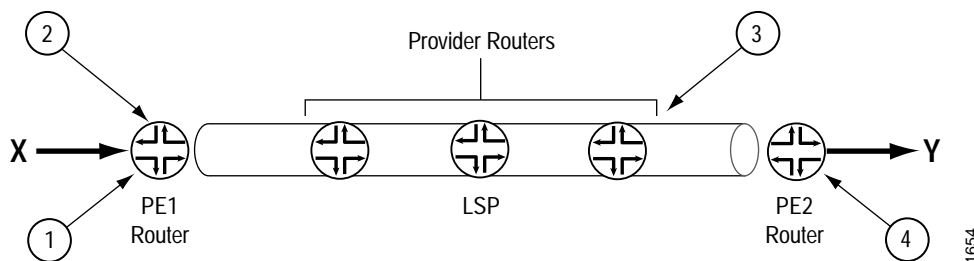 2
Provider Routers
3
X
Y
PE1
Router
LSP
PE2
Router
1
4
1654